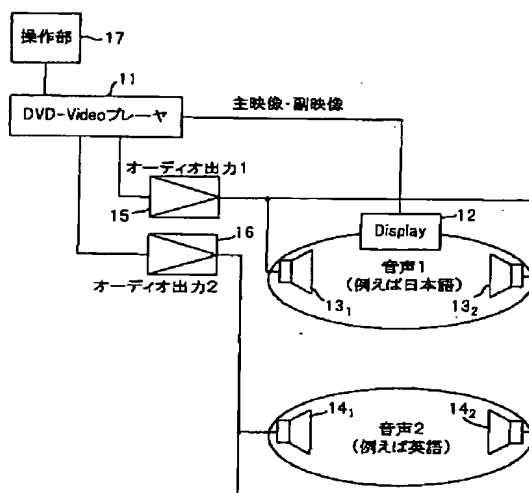 操作部
17
11
DVD-Videoプレーヤ
主映像・副映像
オーディオ出力1
15
12
Display
16
オーディオ出力2
音声1
(例えば日本語)
13₁
13₂
14₁
14₂
音声2
(例えば英語)